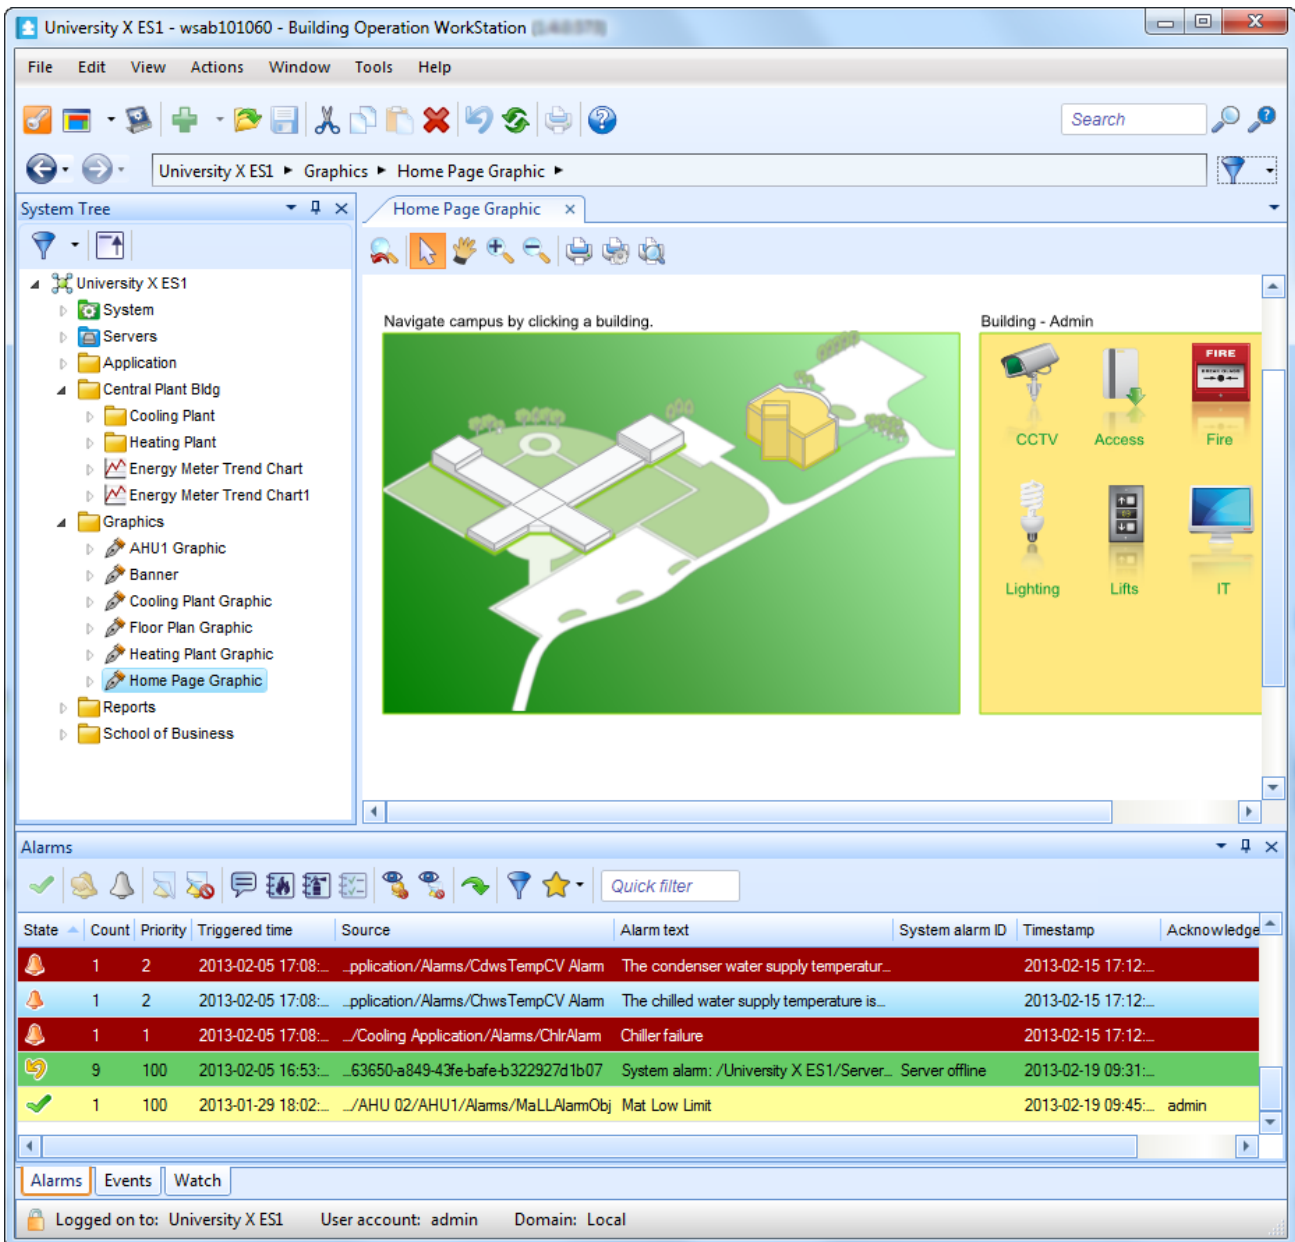 University X ES1 - wsab101060 - Building Operation WorkStation
File Edit View Actions Window Tools Help
Search
University X ES1 ► Graphics ► Home Page Graphic ►
System Tree
Home Page Graphic
University X ES1
System
Servers
Application
Central Plant Bldg
Cooling Plant
Heating Plant
Energy Meter Trend Chart
Energy Meter Trend Chart1
Graphics
AHU1 Graphic
Banner
Cooling Plant Graphic
Floor Plan Graphic
Heating Plant Graphic
Home Page Graphic
Reports
School of Business
Navigate campus by clicking a building.
Building - Admin
FIRE
CCTV Access Fire
Lighting Lifts IT
Alarms
Quick filter
State Count Priority Triggered time Source Alarm text System alarm ID Timestamp Acknowledge
1 2 2013-02-05 17:08:... ...pplication/Alarms/CdwsTempCV Alarm The condenser water supply temperatur... 2013-02-15 17:12:...
1 2 2013-02-05 17:08:... ...pplication/Alarms/ChwsTempCV Alarm The chilled water supply temperature is... 2013-02-15 17:12:...
1 1 2013-02-05 17:08:... .../Cooling Application/Alarms/ChlrAlarm Chiller failure 2013-02-15 17:12:...
9 100 2013-02-05 16:53:... ...63650-a849-43fe-bafe-b322927d1b07 System alarm: /University X ES1/Server... Server offline 2013-02-19 09:31:...
1 100 2013-01-29 18:02:... .../AHU 02/AHU1/Alarms/MaLLAlarmObj Mat Low Limit 2013-02-19 09:45:... admin
Alarms Events Watch
Logged on to: University X ES1 User account: admin Domain: Local